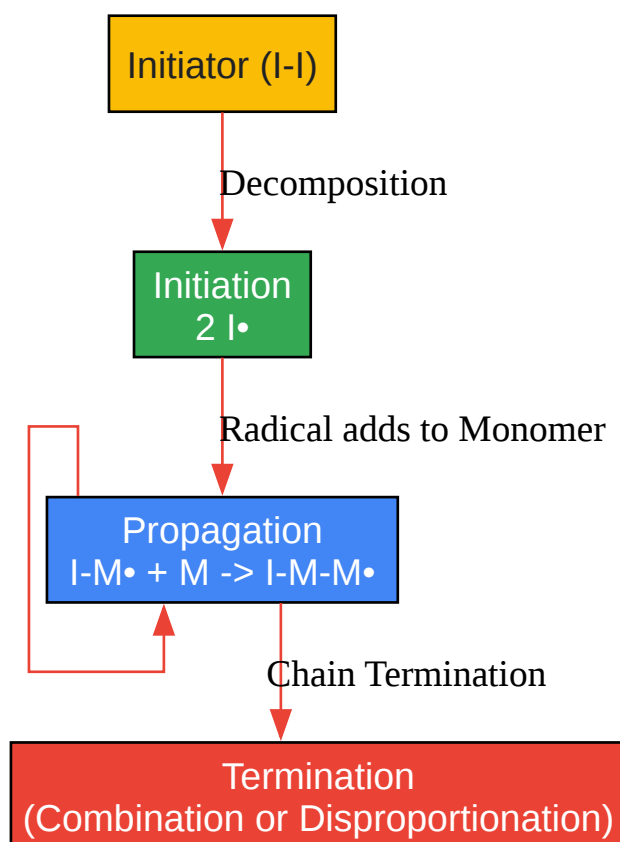 Initiator (I-I)
Decomposition
Initiation
2 I•
Radical adds to Monomer
Propagation
I-M• + M -> I-M-M•
Chain Termination
Termination
(Combination or Disproportionation)